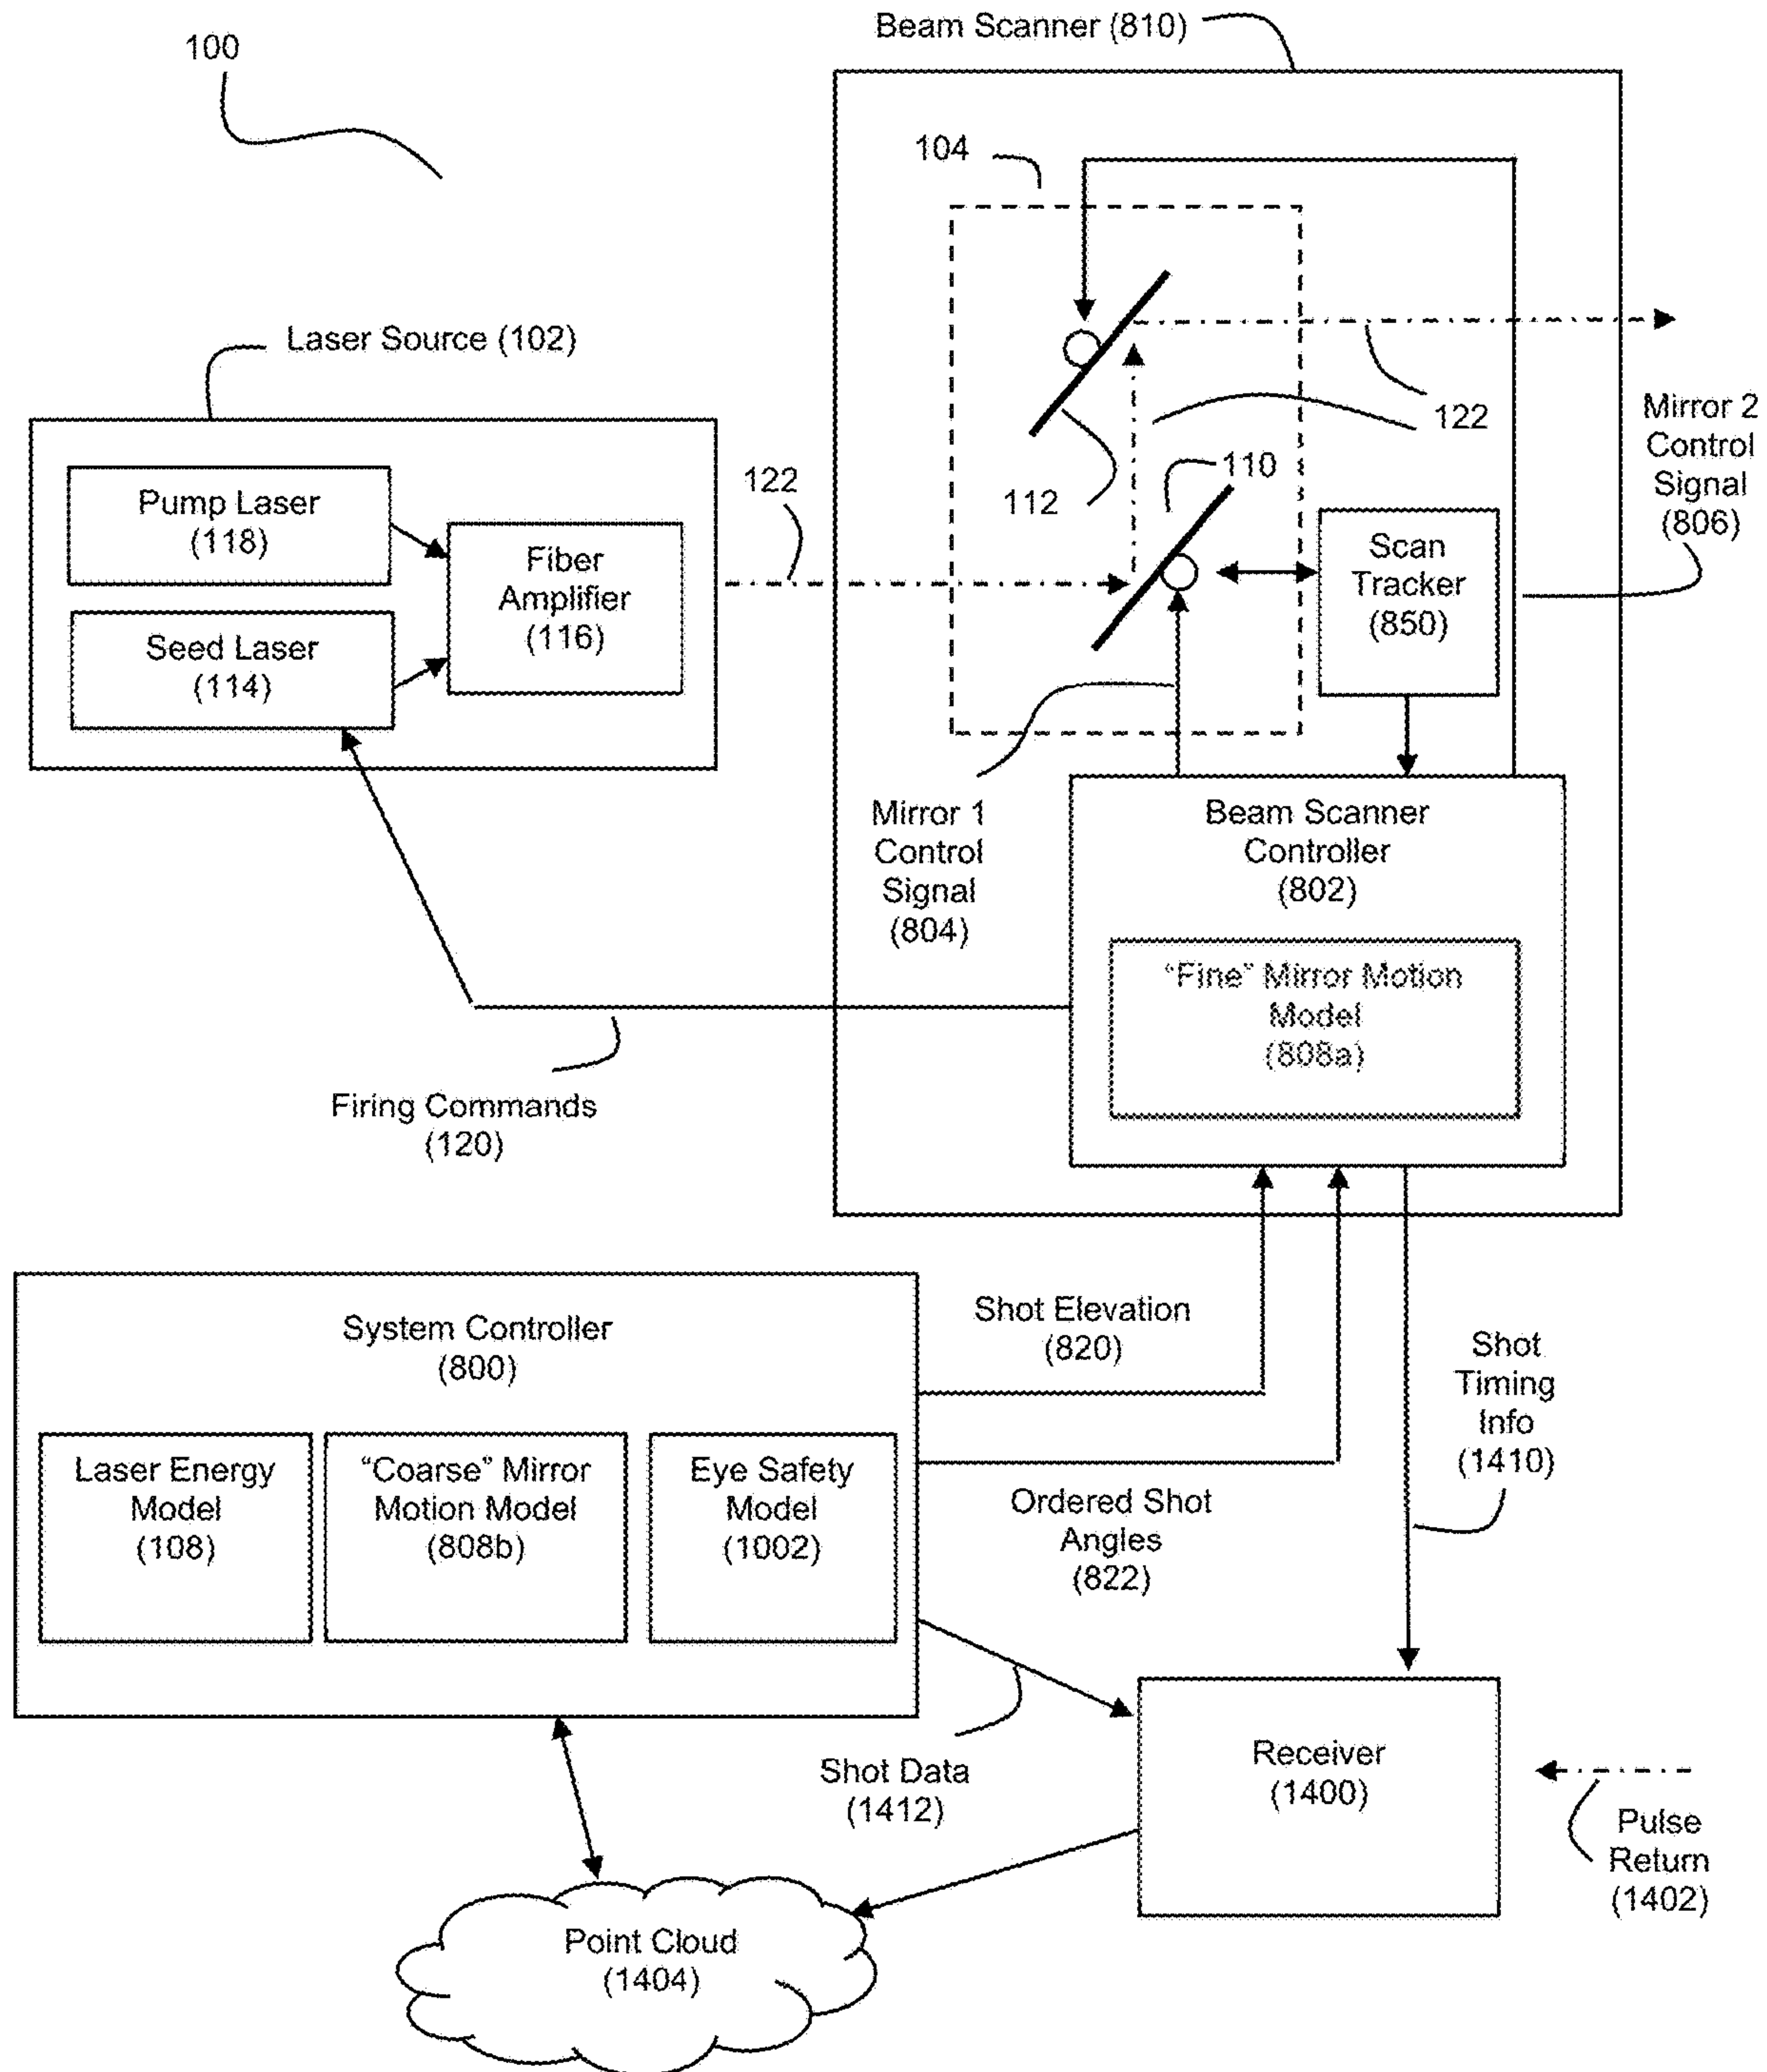 100
Beam Scanner (810)
104
Laser Source (102)
Pump Laser
(118)
Seed Laser
(114)
Fiber
Amplifier
(116)
122
112
110
122
Scan
Tracker
(850)
Mirror 2
Control
Signal
(806)
Mirror 1
Control
Signal
(804)
Beam Scanner
Controller
(802)
"Fine" Mirror Motion
Model
(808a)
Firing Commands
(120)
System Controller
(800)
Laser Energy
Model
(108)
"Coarse" Mirror
Motion Model
(808b)
Eye Safety
Model
(1002)
Shot Elevation
(820)
Ordered Shot
Angles
(822)
Shot
Timing
Info
(1410)
Shot Data
(1412)
Receiver
(1400)
Pulse
Return
(1402)
Point Cloud
(1404)